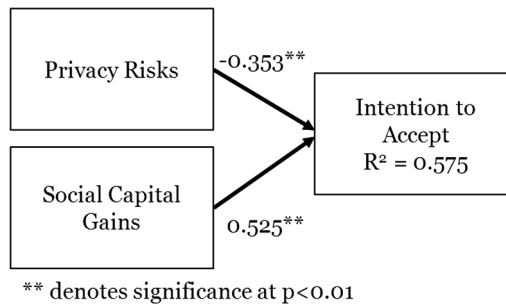 Privacy Risks
-0.353**
Intention to
Accept
R² = 0.575
Social Capital
Gains
0.525**
** denotes significance at p<0.01